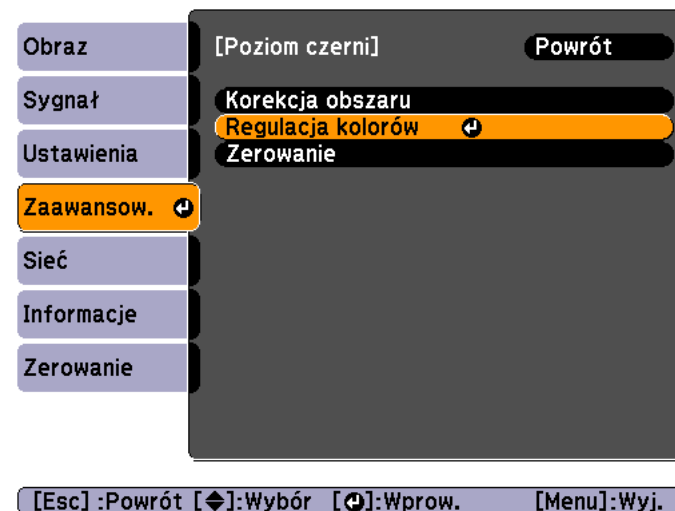 Obraz
Sygnał
Ustawienia
Zaawansow.
Sieć
Informacje
Zerowanie
[Poziom czerni] Powrót
Korekcja obszaru
Regulacja kolorów
Zerowanie
[Esc] :Powrót [◆]:Wybór [⏎]:Wprow. [Menu]:Wyj.